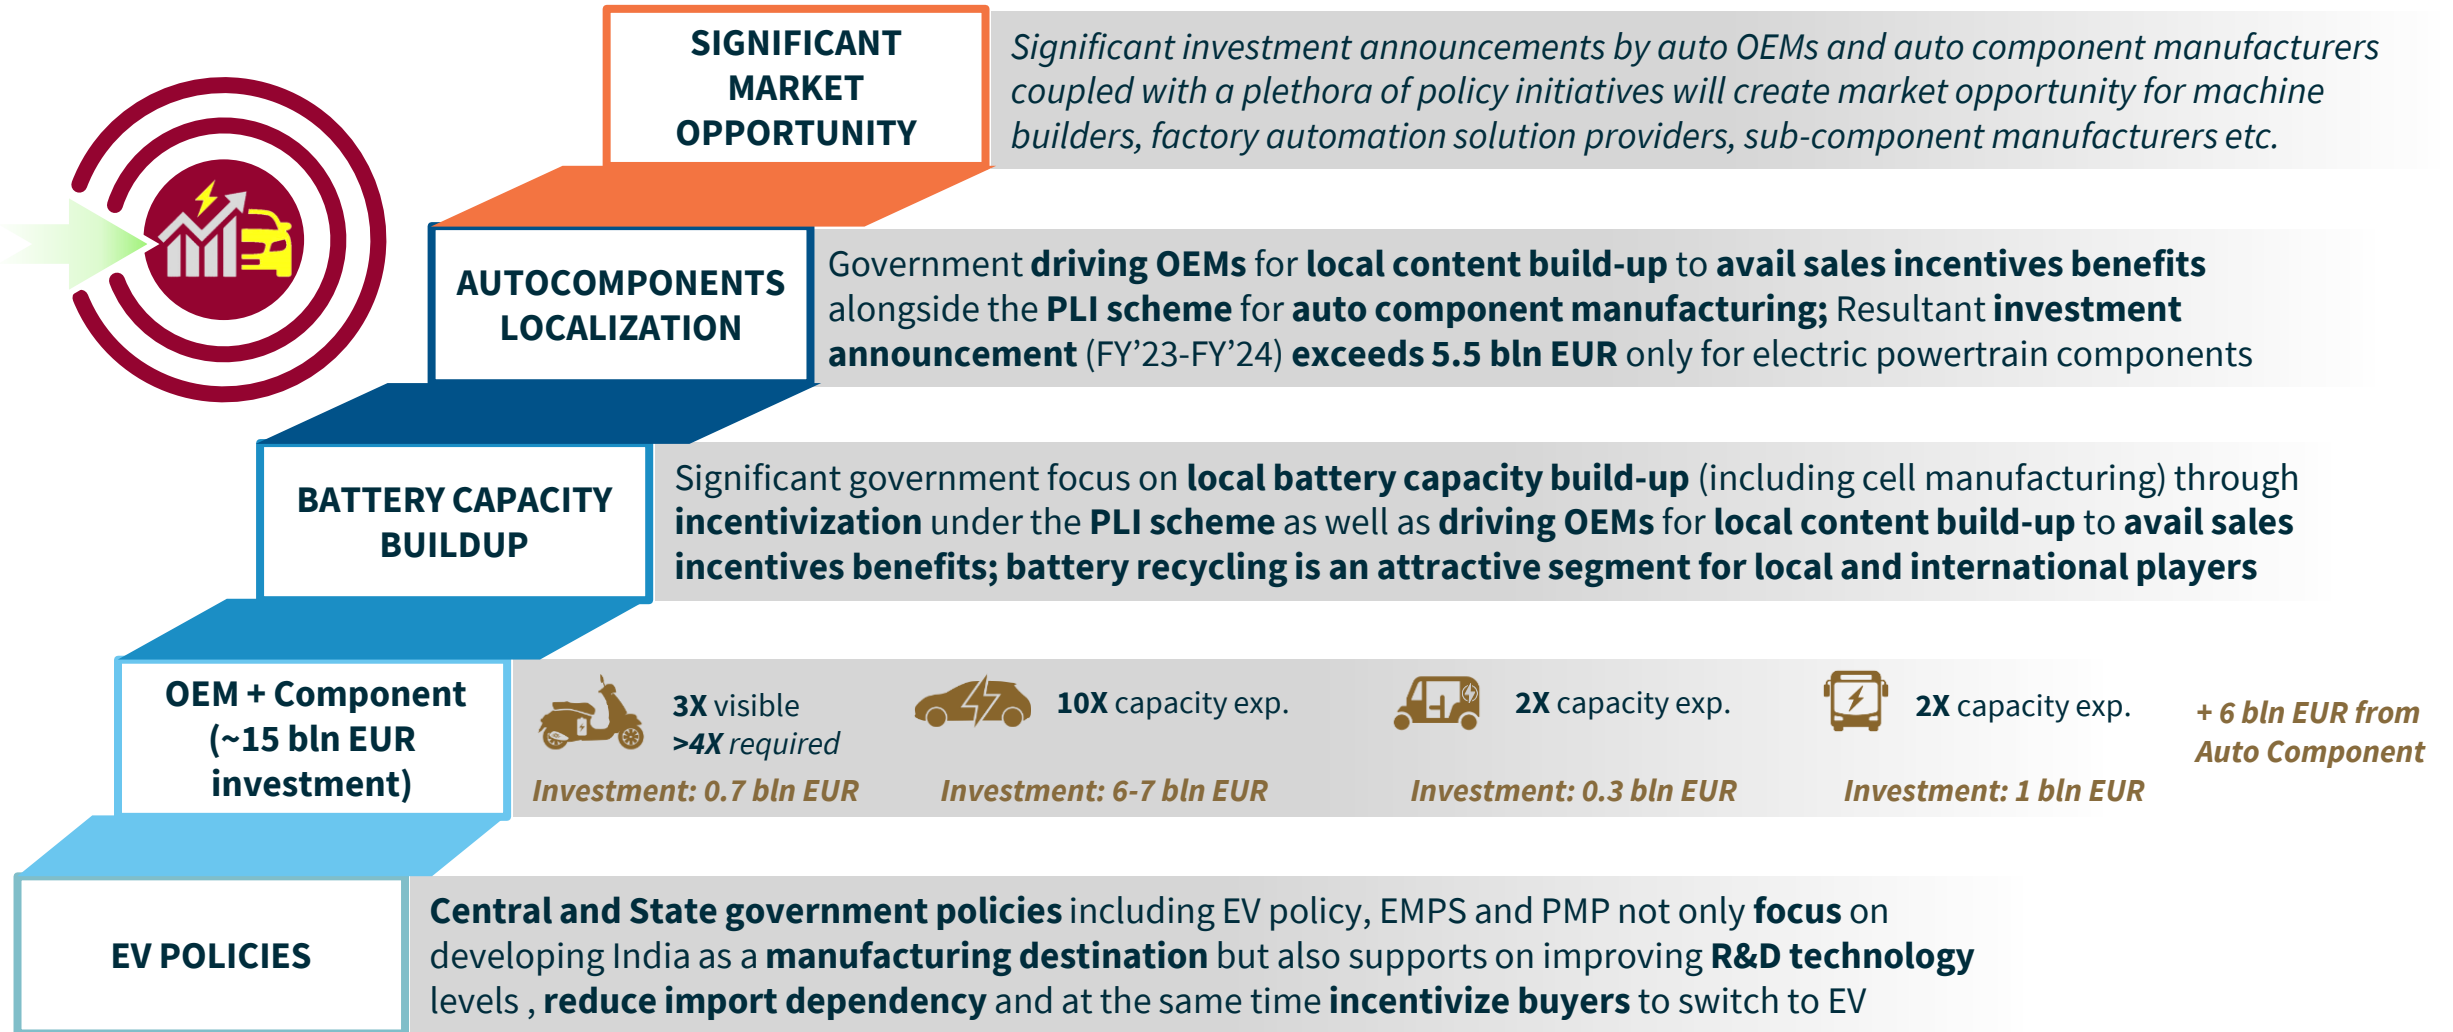 SIGNIFICANT
MARKET
OPPORTUNITY
Significant investment announcements by auto OEMs and auto component manufacturers
coupled with a plethora of policy initiatives will create market opportunity for machine
builders, factory automation solution providers, sub-component manufacturers etc.
AUTOCOMPONENTS
LOCALIZATION
Government driving OEMs for local content build-up to avail sales incentives benefits
alongside the PLI scheme for auto component manufacturing; Resultant investment
announcement (FY’23-FY’24) exceeds 5.5 bln EUR only for electric powertrain components
BATTERY CAPACITY
BUILDUP
Significant government focus on local battery capacity build-up (including cell manufacturing) through
incentivization under the PLI scheme as well as driving OEMs for local content build-up to avail sales
incentives benefits; battery recycling is an attractive segment for local and international players
OEM + Component
(~15 bln EUR
investment)
3X visible
>4X required
Investment: 0.7 bln EUR
10X capacity exp.
Investment: 6-7 bln EUR
2X capacity exp.
Investment: 0.3 bln EUR
2X capacity exp.
Investment: 1 bln EUR
+ 6 bln EUR from
Auto Component
EV POLICIES
Central and State government policies including EV policy, EMPS and PMP not only focus on
developing India as a manufacturing destination but also supports on improving R&D technology
levels , reduce import dependency and at the same time incentivize buyers to switch to EV